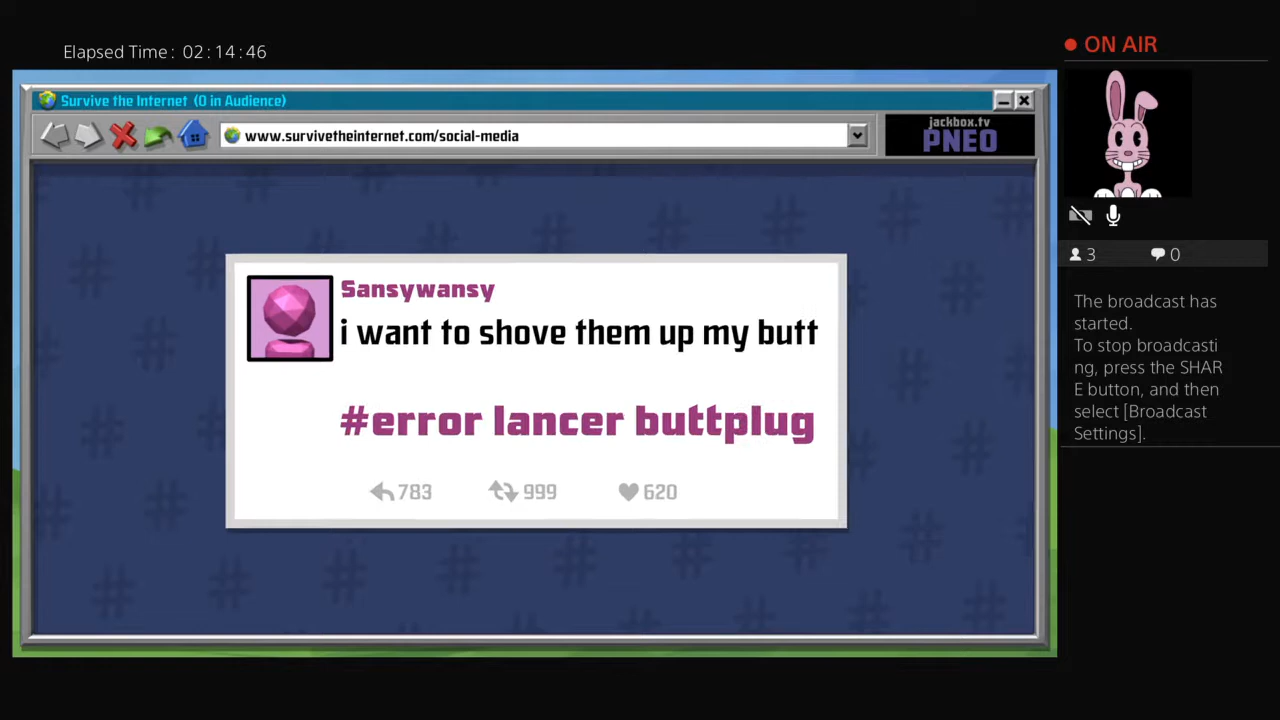 Elapsed Time: 02:14:46
ON AIR
Survive the Internet (0 in Audience)
www.survivetheinternet.com/social-media
jackbox.tv
PNEO
Sansywansy
i want to shove them up my butt
#error lancer buttplug
783 999 620
3 0
The broadcast has
started.
To stop broadcasti
ng, press the SHAR
E button, and then
select [Broadcast
Settings].